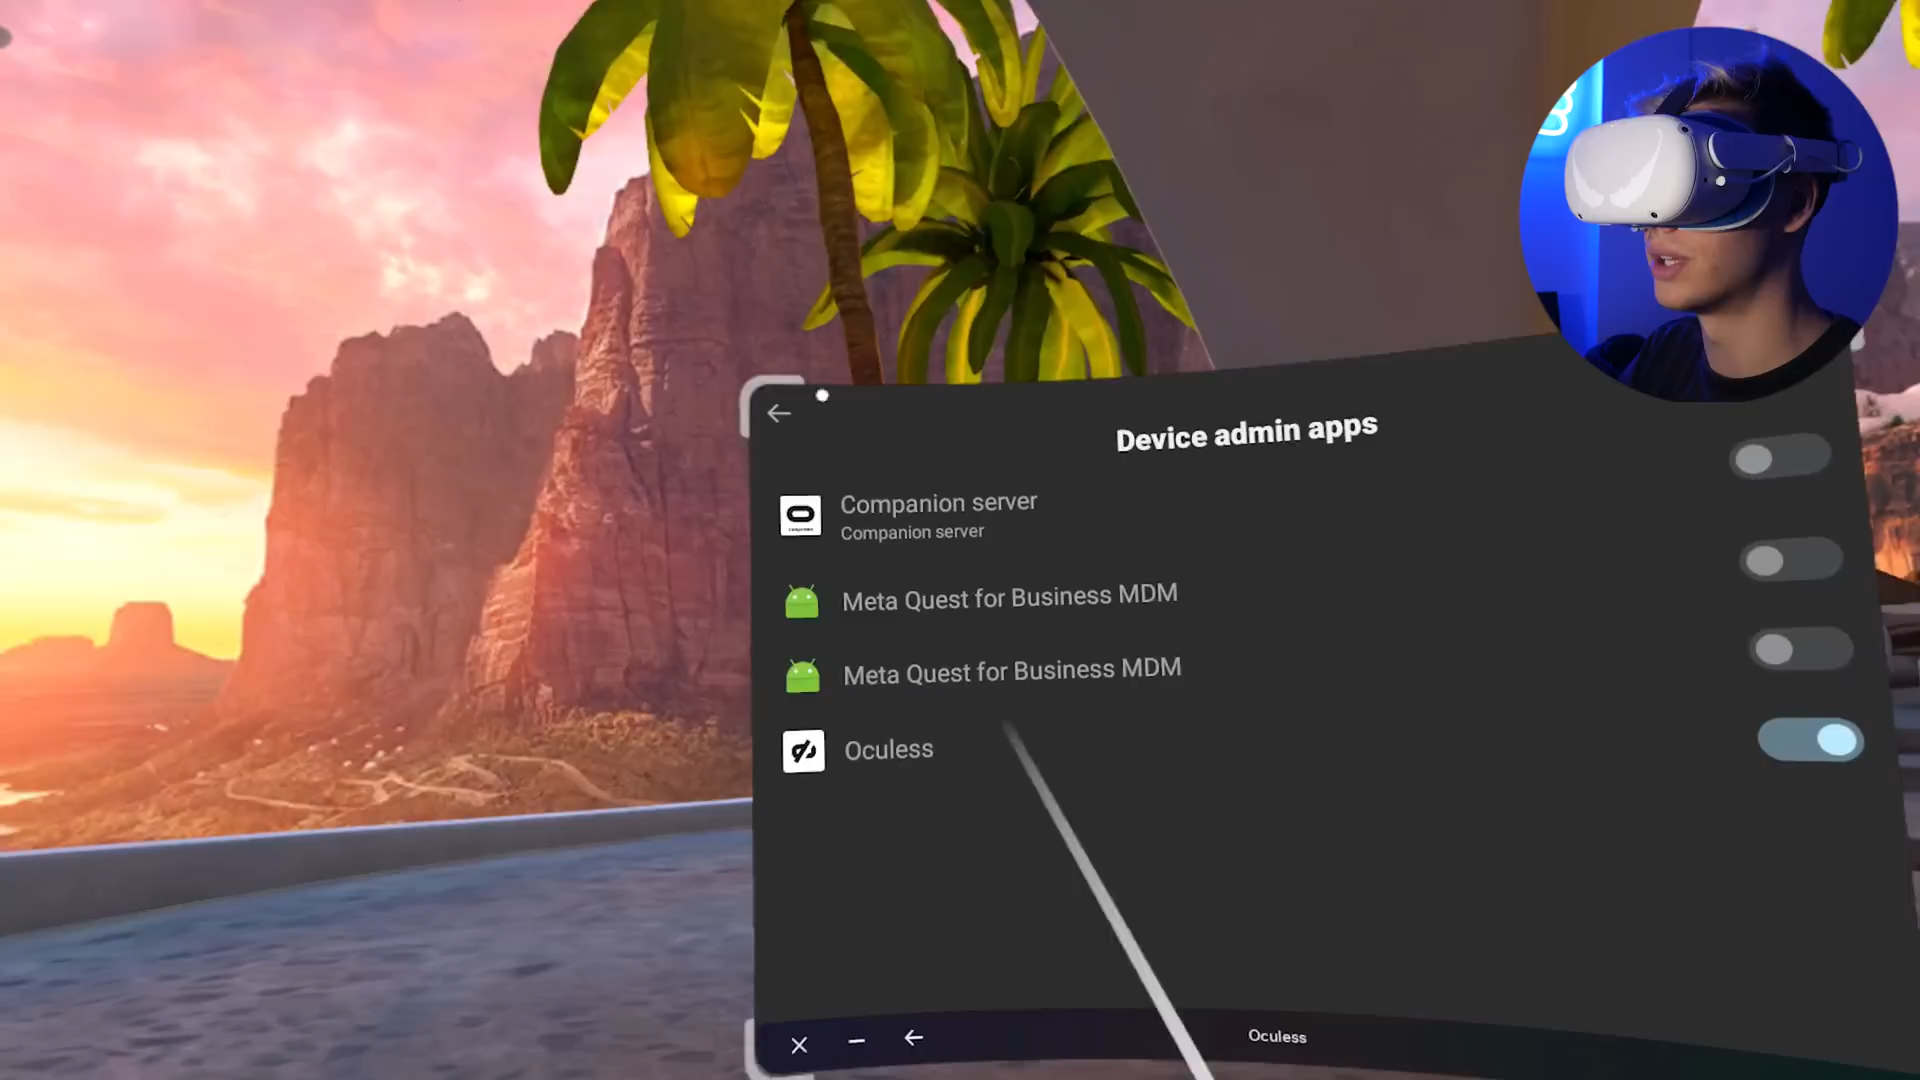 Device admin apps
Companion server
Companion server
Meta Quest for Business MDM
Meta Quest for Business MDM
Oculess
Oculess